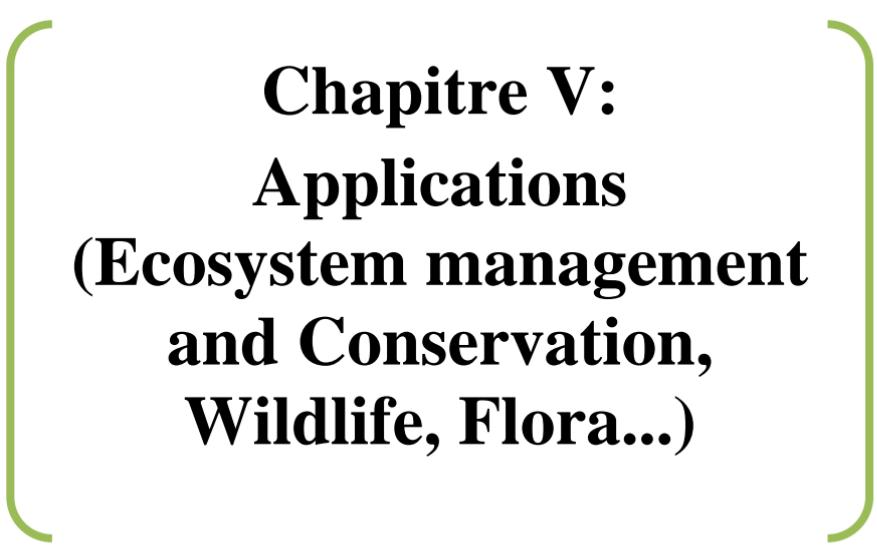 Chapitre V:
Applications
(Ecosystem management
and Conservation,
Wildlife, Flora...)